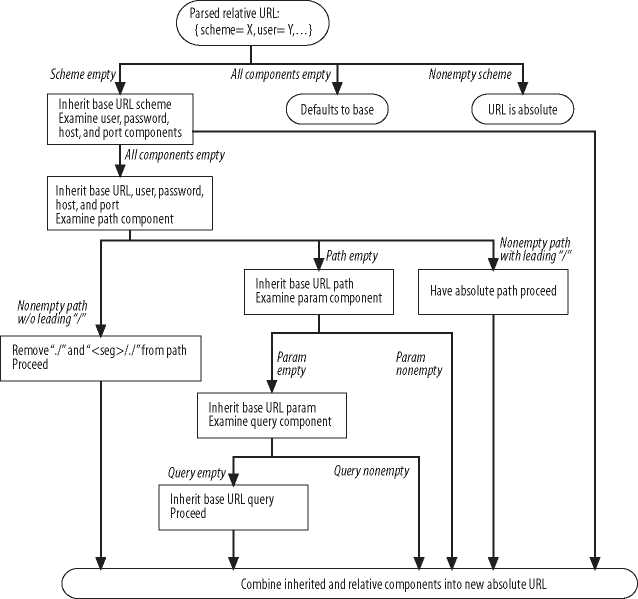 Parsed relative URL:
{ scheme= X, user= Y,…}
Scheme empty
All components empty
Nonempty scheme
Inherit base URL scheme
Examine user, password,
host, and port components
Defaults to base
URL is absolute
All components empty
Inherit base URL, user, password,
host, and port
Examine path component
Nonempty path
with leading “/”
Path empty
Inherit base URL path
Examine param component
Have absolute path proceed
Nonempty path
w/o leading “/”
Remove “./” and “<seg>/./” from path
Proceed
Param
empty
Param
nonempty
Inherit base URL param
Examine query component
Query empty
Query nonempty
Inherit base URL query
Proceed
Combine inherited and relative components into new absolute URL